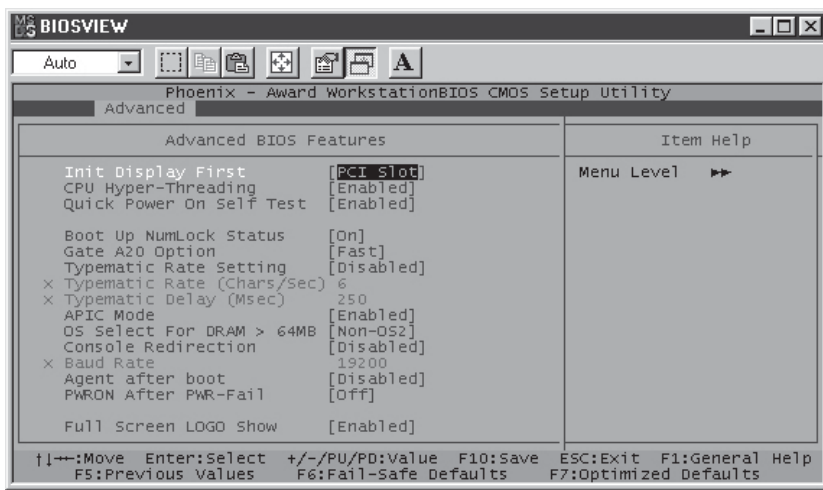 BIOSVIEW
Auto
A
Phoenix - Award WorkstationBIOS CMOS Setup Utility
Advanced
Advanced BIOS Features
Item Help
Init Display First [PCI Slot]
Menu Level ►►
CPU Hyper-Threading [Enabled]
Quick Power On Self Test [Enabled]
Boot Up NumLock Status [On]
Gate A20 Option [Fast]
Typematic Rate Setting [Disabled]
x Typematic Rate (Chars/Sec) 6
x Typematic Delay (Msec) 250
APIC Mode [Enabled]
OS Select For DRAM > 64MB [Non-OS2]
Console Redirection [Disabled]
x Baud Rate 19200
Agent after boot [Disabled]
PWRON After PWR-Fail [Off]
Full Screen LOGO Show [Enabled]
↑↓→←:Move Enter:Select +/-/PU/PD:Value F10:Save ESC:Exit F1:General Help
F5:Previous Values F6:Fail-Safe Defaults F7:Optimized Defaults